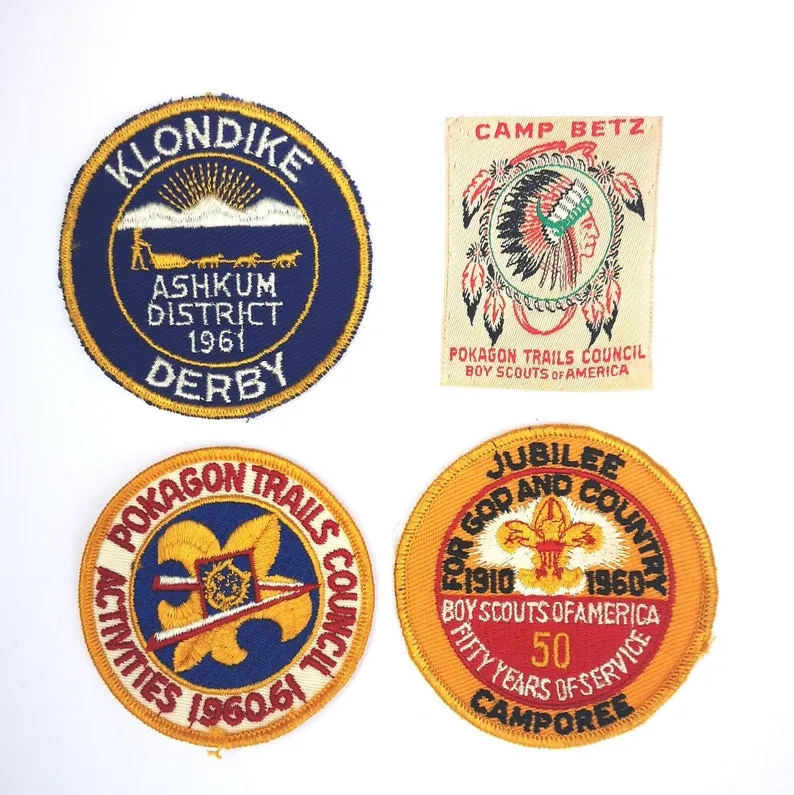 KLONDIKE
ASHKUM
DISTRICT
1961
DERBY
CAMP BETZ
POKAGON TRAILS COUNCIL
BOY SCOUTS OF AMERICA
POKAGON TRAILS COUNCIL
ACTIVITIES 1960.61
JUBILEE
FOR GOD AND COUNTRY
1910 1960
BOY SCOUTS OF AMERICA
50
FIFTY YEARS OF SERVICE
CAMPOREE